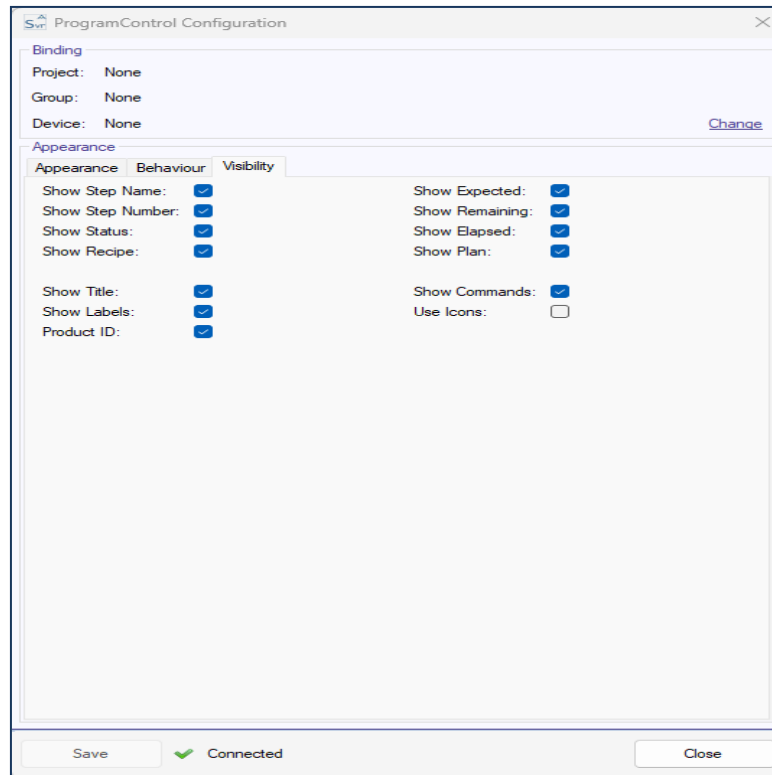 SvrA ProgramControl Configuration
Binding
Project: None
Group: None
Device: None Change
Appearance
Appearance Behaviour Visibility
Show Step Name: Show Expected:
Show Step Number: Show Remaining:
Show Status: Show Elapsed:
Show Recipe: Show Plan:
Show Title: Show Commands:
Show Labels: Use Icons:
Product ID:
Save Connected Close